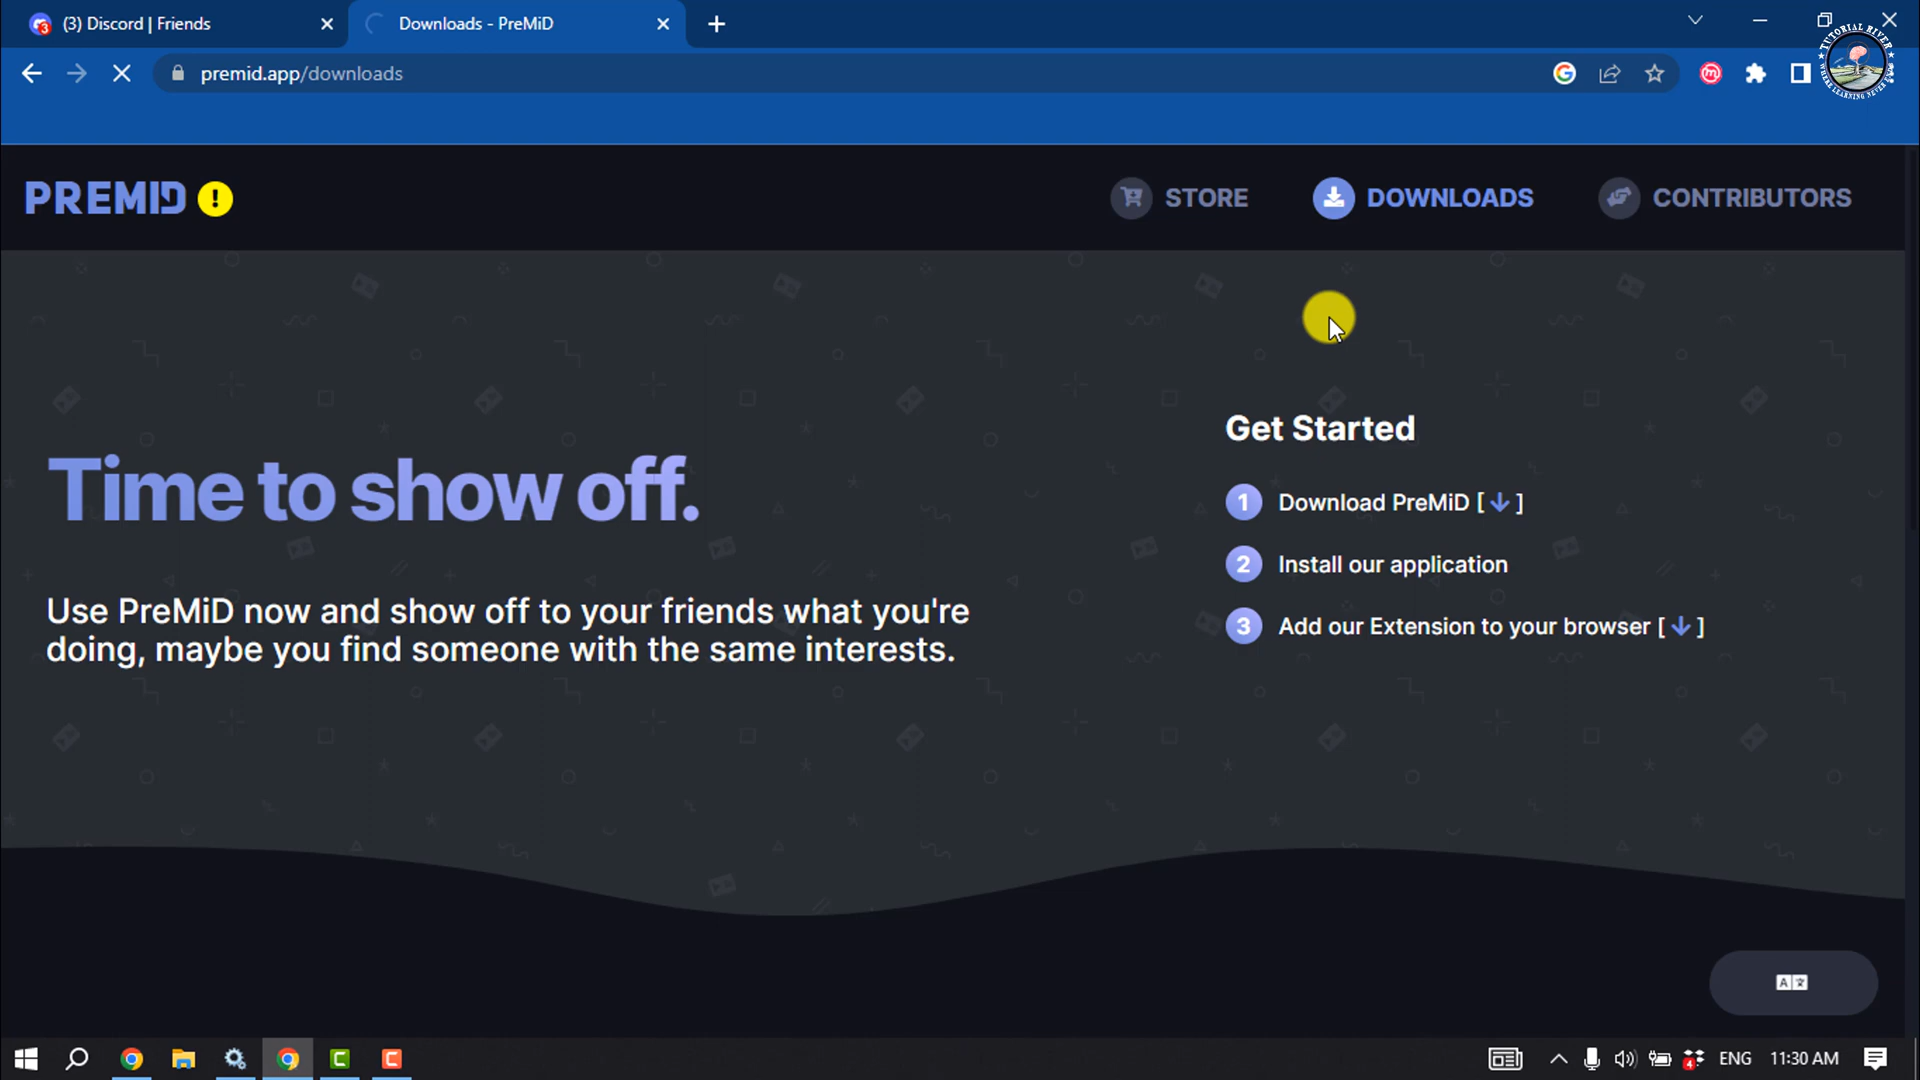 (3) Discord | Friends
Downloads - PreMiD
premid.app/downloads
TUTORIAL RIVER
PREMID !
STORE
DOWNLOADS
CONTRIBUTORS
Time to show off.
Use PreMiD now and show off to your friends what you're
doing, maybe you find someone with the same interests.
Get Started
1 Download PreMiD [ ↓ ]
2 Install our application
3 Add our Extension to your browser [ ↓ ]
ENG
11:30 AM